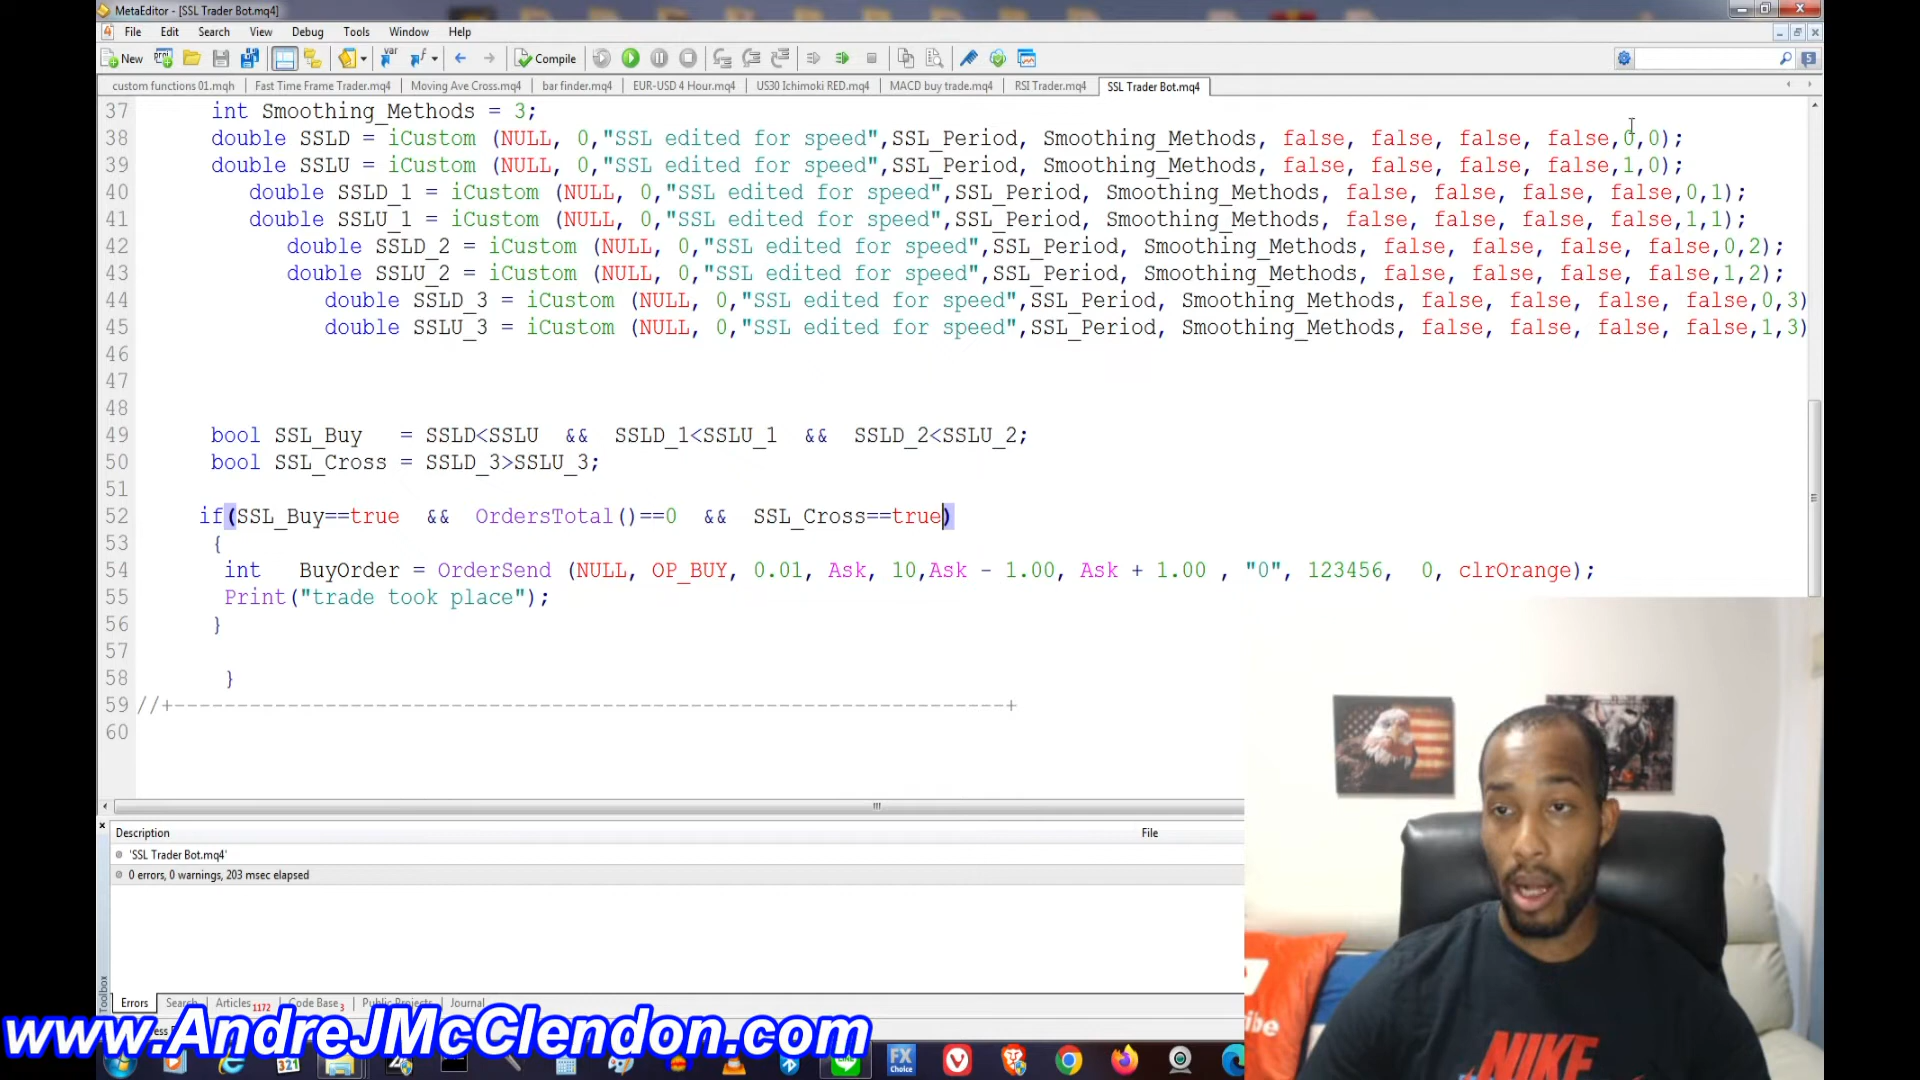 MetaEditor - [SSL Trader Bot.mq4]
File Edit Search View Debug Tools Window Help
New Compile
custom functions 01.mqh Fast Time Frame Trader.mq4 Moving Ave Cross.mq4 bar finder.mq4 EUR-USD 4 Hour.mq4 US30 Ichimoki RED.mq4 MACD buy trade.mq4 RSI Trader.mq4 SSL Trader Bot.mq4
37 int Smoothing_Methods = 3;
38 double SSLD = iCustom (NULL, 0,"SSL edited for speed",SSL_Period, Smoothing_Methods, false, false, false, false,0,0);
39 double SSLU = iCustom (NULL, 0,"SSL edited for speed",SSL_Period, Smoothing_Methods, false, false, false, false,1,0);
40 double SSLD_1 = iCustom (NULL, 0,"SSL edited for speed",SSL_Period, Smoothing_Methods, false, false, false, false,0,1);
41 double SSLU_1 = iCustom (NULL, 0,"SSL edited for speed",SSL_Period, Smoothing_Methods, false, false, false, false,1,1);
42 double SSLD_2 = iCustom (NULL, 0,"SSL edited for speed",SSL_Period, Smoothing_Methods, false, false, false, false,0,2);
43 double SSLU_2 = iCustom (NULL, 0,"SSL edited for speed",SSL_Period, Smoothing_Methods, false, false, false, false,1,2);
44 double SSLD_3 = iCustom (NULL, 0,"SSL edited for speed",SSL_Period, Smoothing_Methods, false, false, false, false,0,3)
45 double SSLU_3 = iCustom (NULL, 0,"SSL edited for speed",SSL_Period, Smoothing_Methods, false, false, false, false,1,3)
46
47
48
49 bool SSL_Buy = SSLD<SSLU && SSLD_1<SSLU_1 && SSLD_2<SSLU_2;
50 bool SSL_Cross = SSLD_3>SSLU_3;
51
52 if(SSL_Buy==true && OrdersTotal()==0 && SSL_Cross==true)
53 {
54 int BuyOrder = OrderSend (NULL, OP_BUY, 0.01, Ask, 10,Ask - 1.00, Ask + 1.00 , "0", 123456, 0, clrOrange);
55 Print("trade took place");
56 }
57
58 }
59 //+------------------------------------------------------------------+
60
Description File
'SSL Trader Bot.mq4'
0 errors, 0 warnings, 203 msec elapsed
Toolbox
Errors Search Articles 1172 Code Base 3 Public Projects Journal
www.AndreJMcClendon.com
321
FX Choice
NIKE